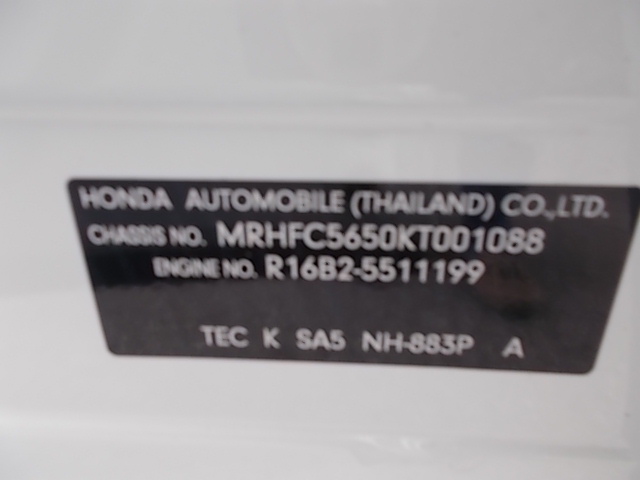 HONDA AUTOMOBILE (THAILAND) CO.,LTD.
CHASSIS NO. MRHFC5650KT001088
ENGINE NO. R16B2-5511199
TEC K SA5 NH-883P A